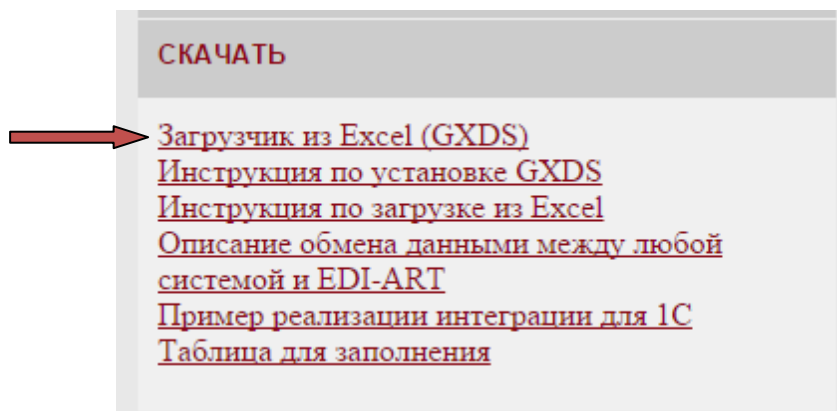 СКАЧАТЬ
Загрузчик из Excel (GXDS)
Инструкция по установке GXDS
Инструкция по загрузке из Excel
Описание обмена данными между любой
системой и EDI-ART
Пример реализации интеграции для 1С
Таблица для заполнения